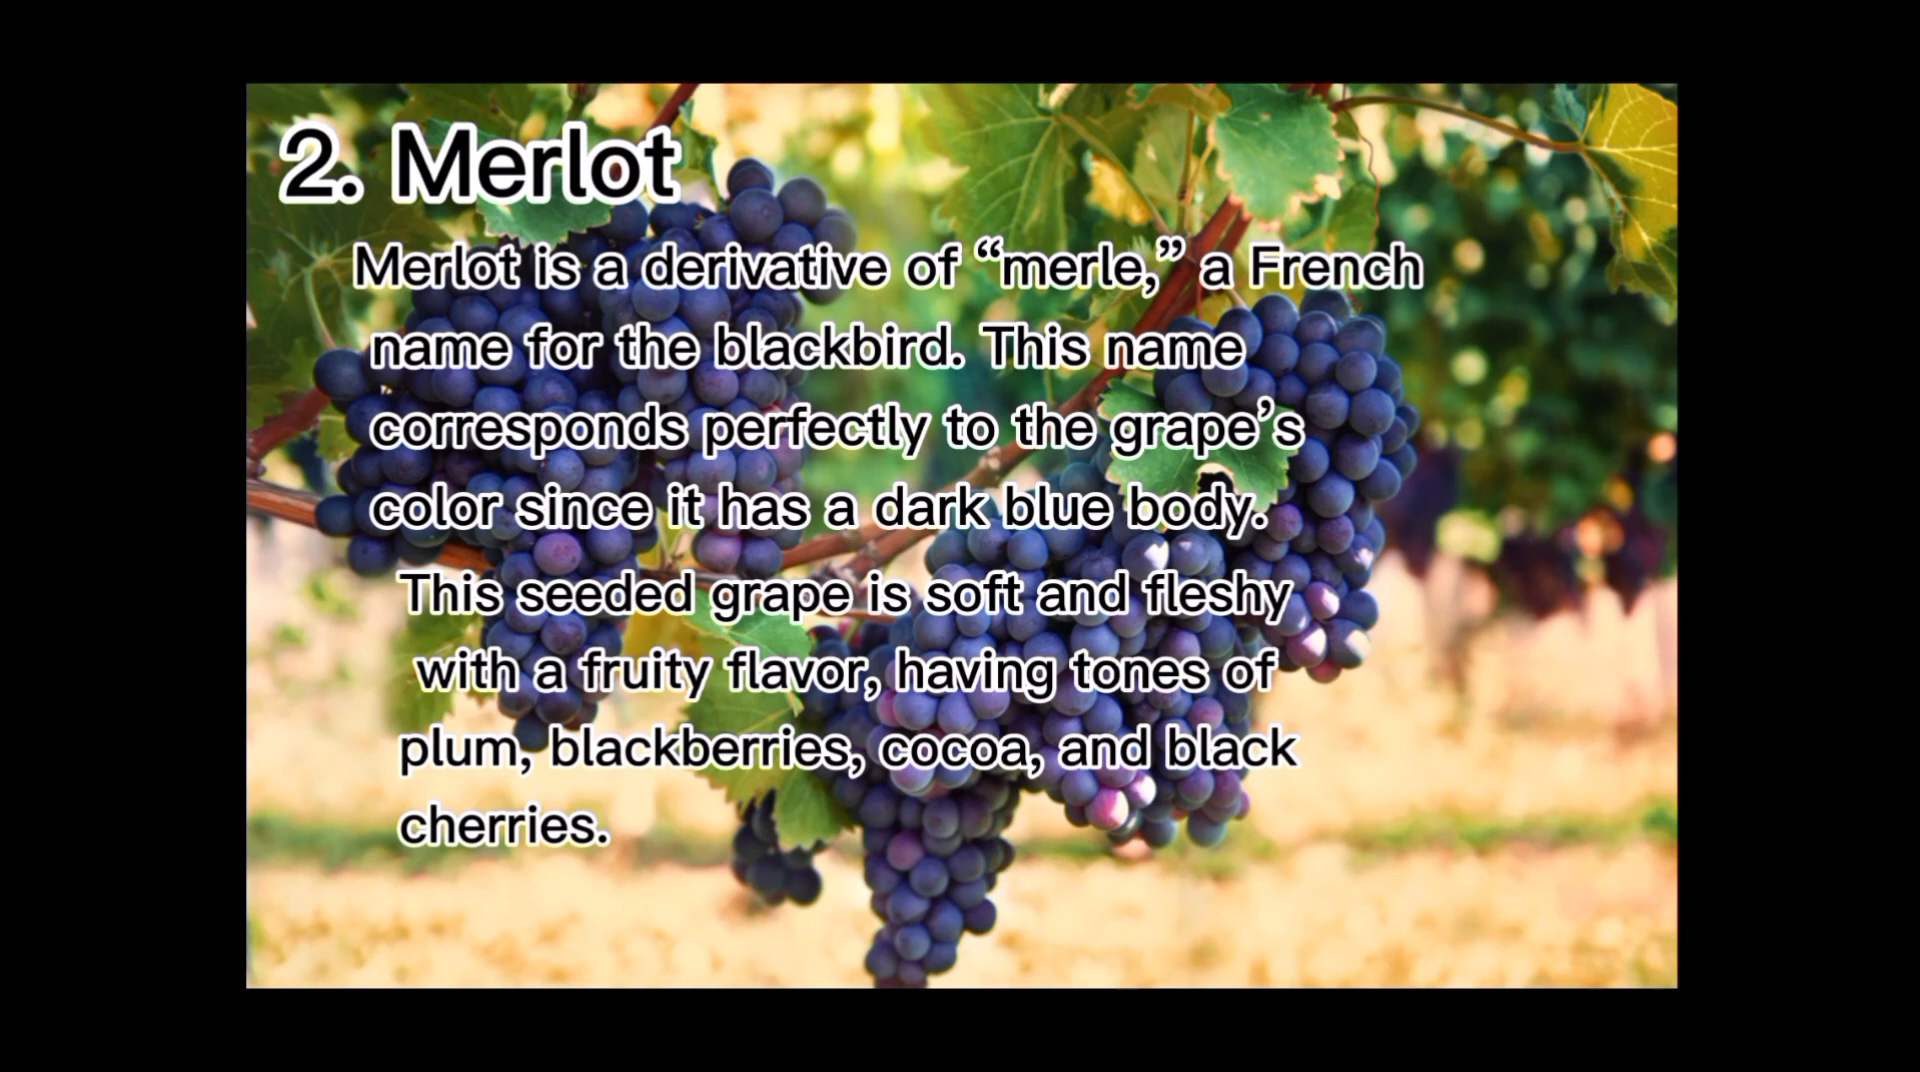 2. Merlot
Merlot is a derivative of “merle,” a French
name for the blackbird. This name
corresponds perfectly to the grape’s
color since it has a dark blue body.
This seeded grape is soft and fleshy
with a fruity flavor, having tones of
plum, blackberries, cocoa, and black
cherries.